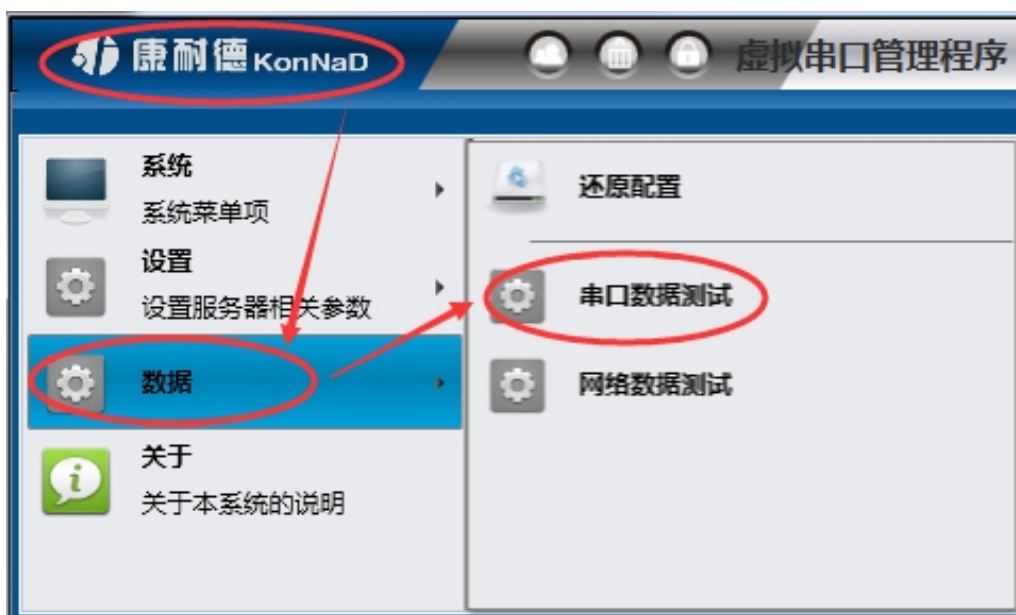 康耐德 KonNaD
虚拟串口管理程序
系统
系统菜单项
设置
设置服务器相关参数
数据
关于
关于本系统的说明
还原配置
串口数据测试
网络数据测试